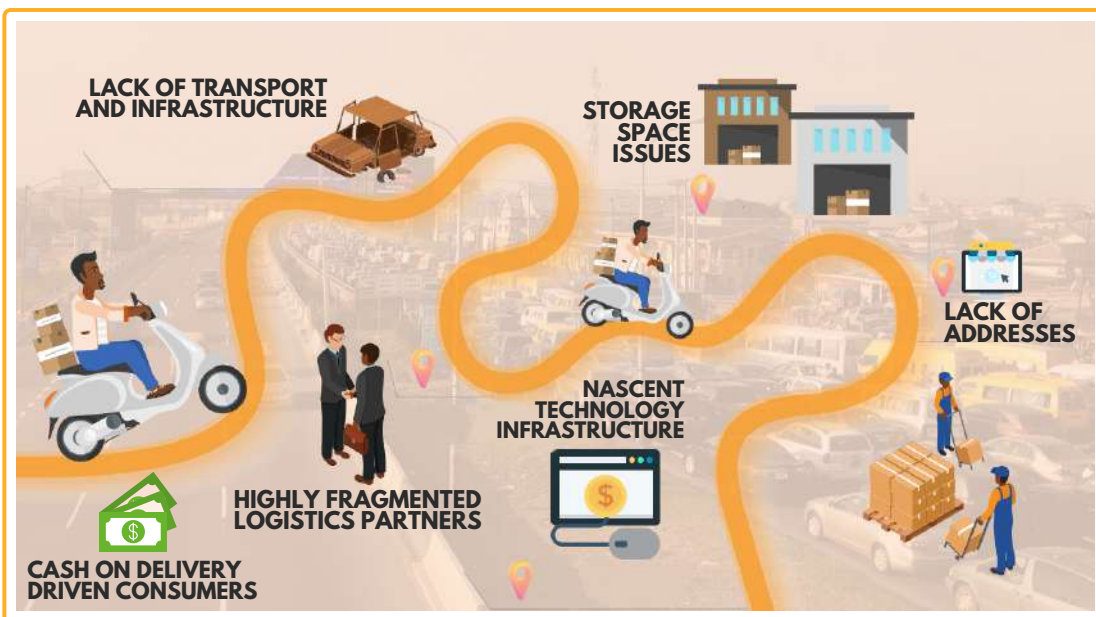 LACK OF TRANSPORT
AND INFRASTRUCTURE
STORAGE
SPACE
ISSUES
LACK OF
ADDRESSES
NASCENT
TECHNOLOGY
INFRASTRUCTURE
$
HIGHLY FRAGMENTED
LOGISTICS PARTNERS
$
CASH ON DELIVERY
DRIVEN CONSUMERS